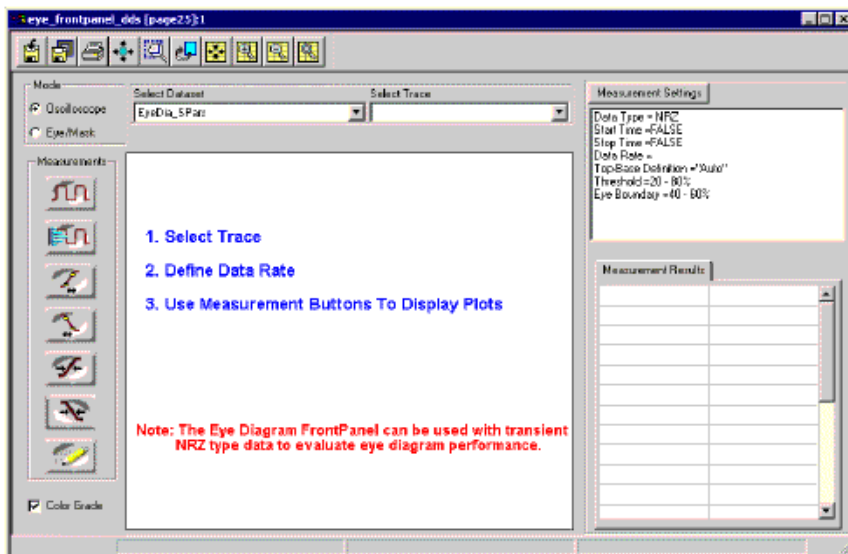 eye_frontpanel_dds [page25]:1
Mode
Oscilloscope
Eye/Mask
Select Dataset
EyeDia_SPars
Select Trace
Measurement Settings
Data Type = NRZ
Start Time =FALSE
Stop Time =FALSE
Data Rate =
Top-Base Definition ="Auto"
Threshold =20 - 80%
Eye Boundary =40 - 60%
Measurements
1. Select Trace
2. Define Data Rate
3. Use Measurement Buttons To Display Plots
Measurement Results
Note: The Eye Diagram FrontPanel can be used with transient
NRZ type data to evaluate eye diagram performance.
Color Grade